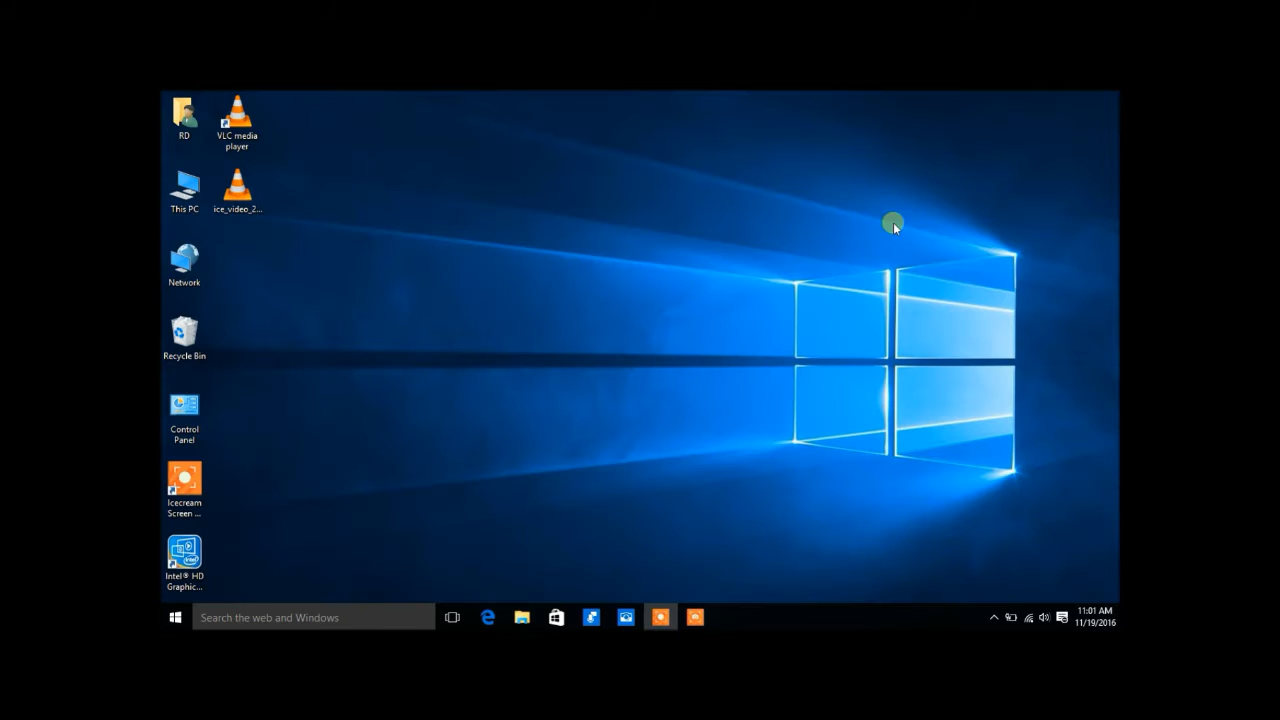 RD
VLC media
player
This PC
ice_video_2...
Network
Recycle Bin
Control
Panel
Icecream
Screen ...
Intel® HD
Graphic...
Search the web and Windows
11:01 AM
11/19/2016